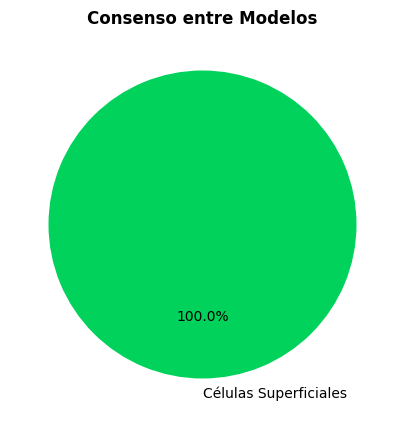 Consenso entre Modelos
100.0%
Células Superficiales